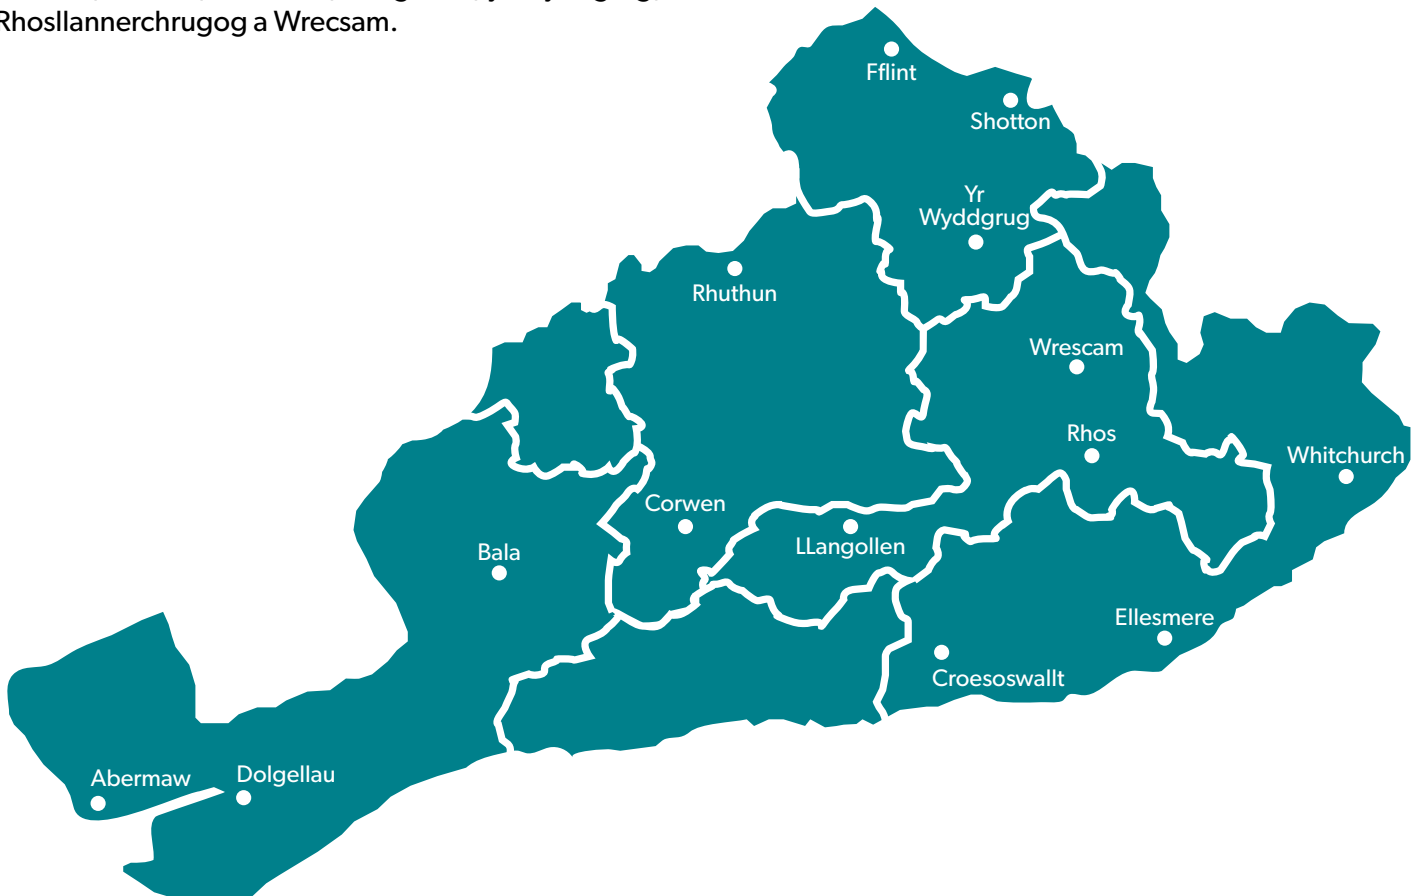 Rhosllannerchrugog a Wrecsam.
Fflint
Shotton
Yr
Wyddgrug
Rhuthun
Wrescam
Rhos
Whitchurch
Corwen
LLangollen
Bala
Ellesmere
Croesoswallt
Abermaw
Dolgellau